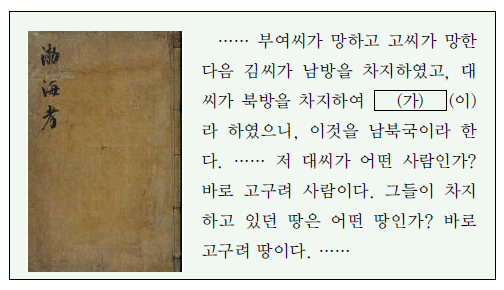 渤海考
…… 부여씨가 망하고 고씨가 망한
다음 김씨가 남방을 차지하였고, 대
씨가 북방을 차지하여 (가) (이)
라 하였으니, 이것을 남북국이라 한
다. …… 저 대씨가 어떤 사람인가?
바로 고구려 사람이다. 그들이 차지
하고 있던 땅은 어떤 땅인가? 바로
고구려 땅이다. ……